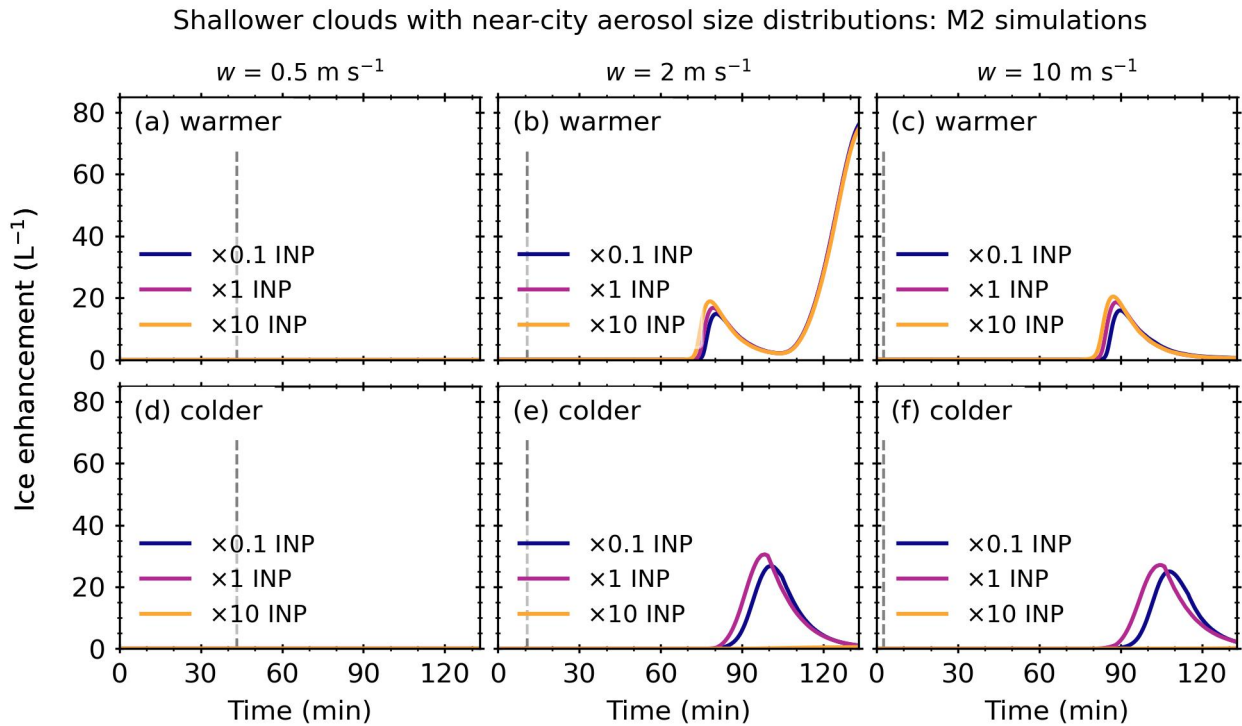 Shallower clouds with near-city aerosol size distributions: M2 simulations
w = 0.5 m s⁻¹
w = 2 m s⁻¹
w = 10 m s⁻¹
Ice enhancement (L⁻¹)
80
60
40
20
0
(a) warmer
×0.1 INP
×1 INP
×10 INP
(b) warmer
×0.1 INP
×1 INP
×10 INP
(c) warmer
×0.1 INP
×1 INP
×10 INP
80
60
40
20
0
(d) colder
×0.1 INP
×1 INP
×10 INP
(e) colder
×0.1 INP
×1 INP
×10 INP
(f) colder
×0.1 INP
×1 INP
×10 INP
0 30 60 90 120
0 30 60 90 120
0 30 60 90 120
Time (min)
Time (min)
Time (min)